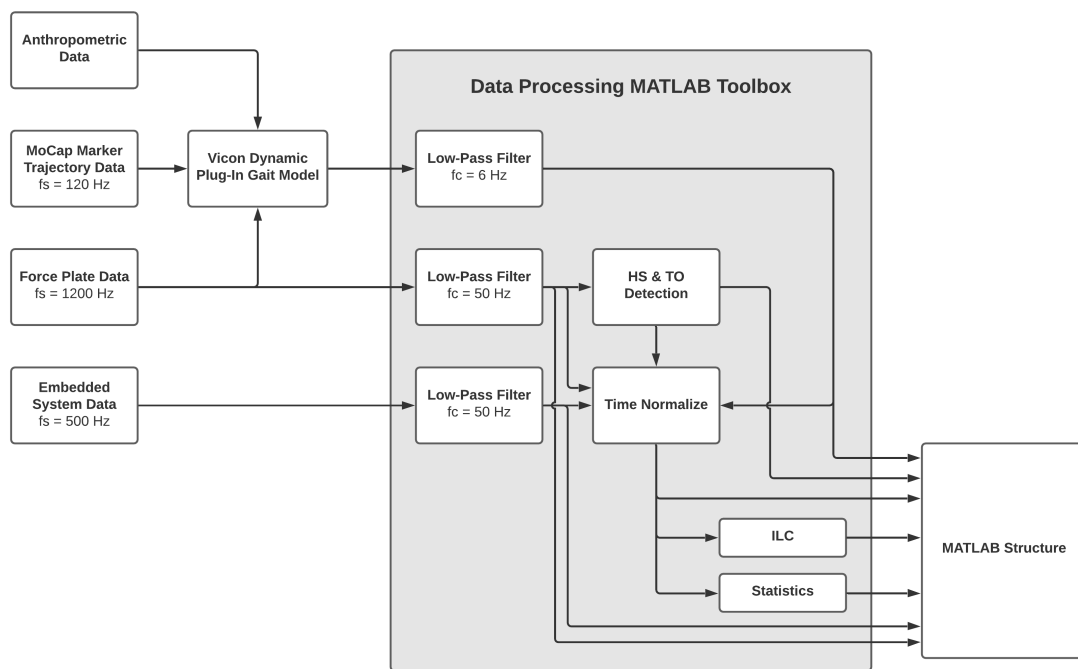 Anthropometric
Data
Data Processing MATLAB Toolbox
MoCap Marker
Trajectory Data
fs = 120 Hz
Vicon Dynamic
Plug-In Gait Model
Low-Pass Filter
fc = 6 Hz
Force Plate Data
fs = 1200 Hz
Low-Pass Filter
fc = 50 Hz
HS & TO
Detection
Embedded
System Data
fs = 500 Hz
Low-Pass Filter
fc = 50 Hz
Time Normalize
ILC
Statistics
MATLAB Structure